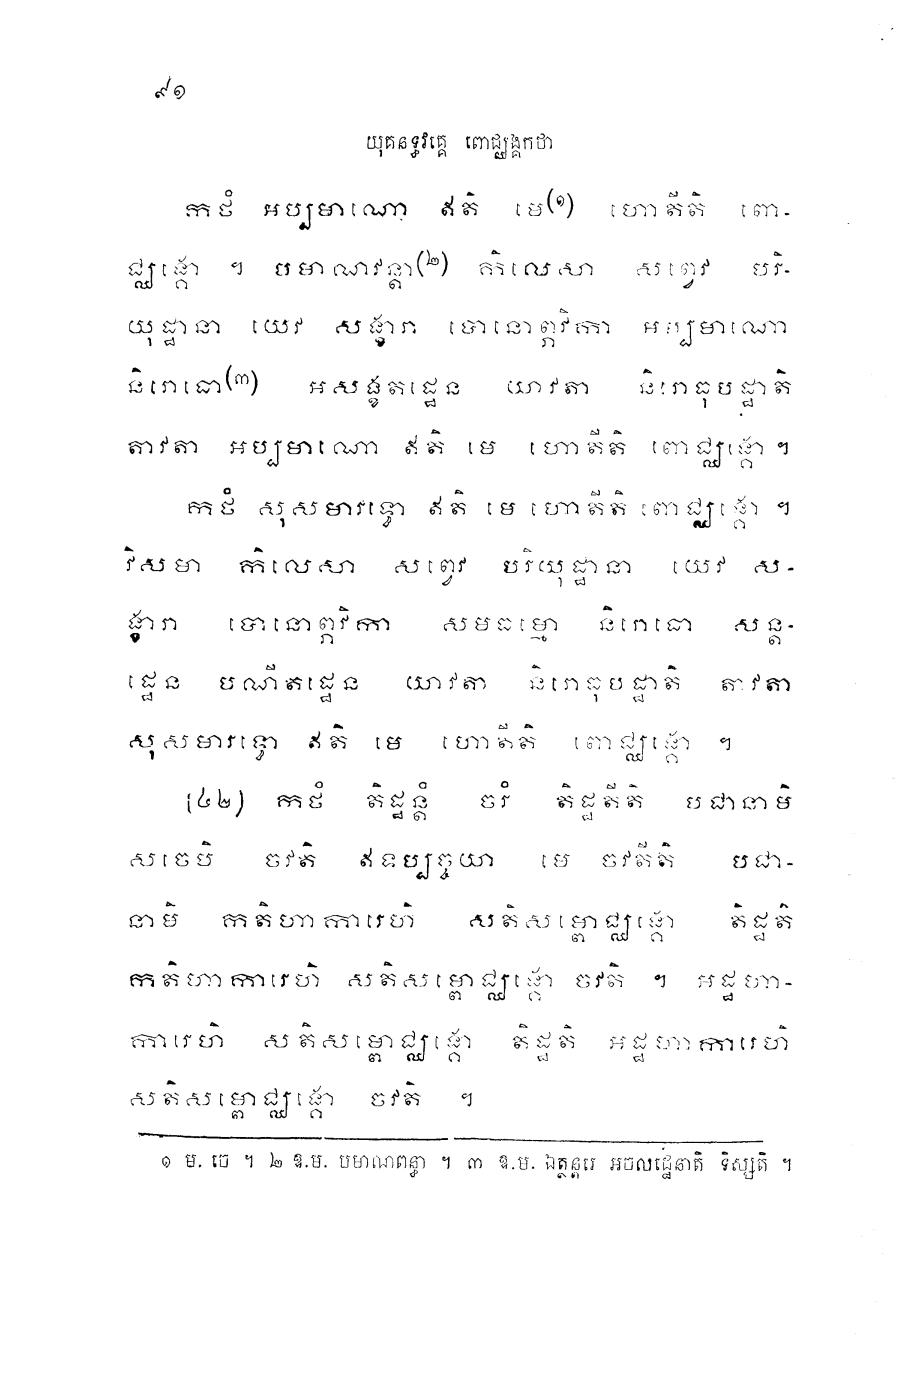 ៩១
យុគនទ្ធវគ្គេ ពោជ្ឈង្គកថា
កថំ អប្បមាណោ ឥតិ មេ(១) ហោតីតិ ពោ-
ជ្ឈង្គោ ។ បមាណវន្តា(២) កិលេសា សព្វេវ បរិ-
យុដ្ឋានា យេវ សង្ខារា បោនោព្ភវិកា អប្បមាណោ
និរោធោ(៣) អសង្ខតដ្ឋេន យាវតា និរោធុបដ្ឋាតិ
តាវតា អប្បមាណោ ឥតិ មេ ហោតីតិ ពោជ្ឈង្គោ ។
កថំ សុសមារទ្ធោ ឥតិ មេ ហោតីតិ ពោជ្ឈង្គោ ។
វិសមា កិលេសា សព្វេវ បរិយុដ្ឋានា យេវ ស-
ង្ខារា បោនោព្ភវិកា សមធម្មោ និរោធោ សន្ត-
ដ្ឋេន បណីតដ្ឋេន យាវតា និរោធុបដ្ឋាតិ តាវតា
សុសមារទ្ធោ ឥតិ មេ ហោតីតិ ពោជ្ឈង្គោ ។
(៤២) កថំ តិដ្ឋន្តំ ចរំ តិដ្ឋតីតិ បជានាមិ
សចេបិ ចវតិ ឥទប្បច្ចយា មេ ចវតីតិ បជា-
នាមិ កតិហាការេហិ សតិសម្ពោជ្ឈង្គោ តិដ្ឋតិ
កតិហាការេហិ សតិសម្ពោជ្ឈង្គោ ចវតិ ។ អដ្ឋហា-
ការេហិ សតិសម្ពោជ្ឈង្គោ តិដ្ឋតិ អដ្ឋហាការេហិ
សតិសម្ពោជ្ឈង្គោ ចវតិ ។
១ ម. ចេ ។ ២ ឱ.ម. បមាណពន្ធា ។ ៣ ឱ.ម. ឯត្ថន្តរេ អចលដ្ឋេនាតិ ទិស្សតិ ។